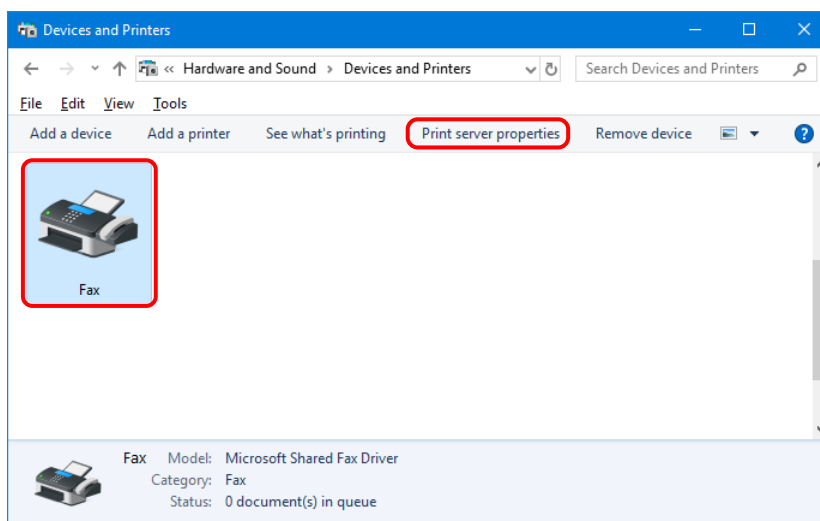 Devices and Printers
« Hardware and Sound > Devices and Printers Search Devices and Printers
File Edit View Tools
Add a device Add a printer See what's printing Print server properties Remove device ?
Fax
Fax Model: Microsoft Shared Fax Driver
Category: Fax
Status: 0 document(s) in queue